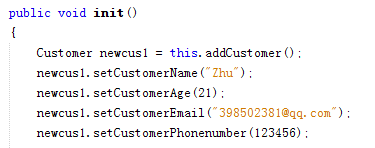 public void init()
{
Customer newcus1 = this.addCustomer();
newcus1.setCustomerName("Zhu");
newcus1.setCustomerAge(21);
newcus1.setCustomerEmail("398502381@qq.com");
newcus1.setCustomerPhonenumber(123456);